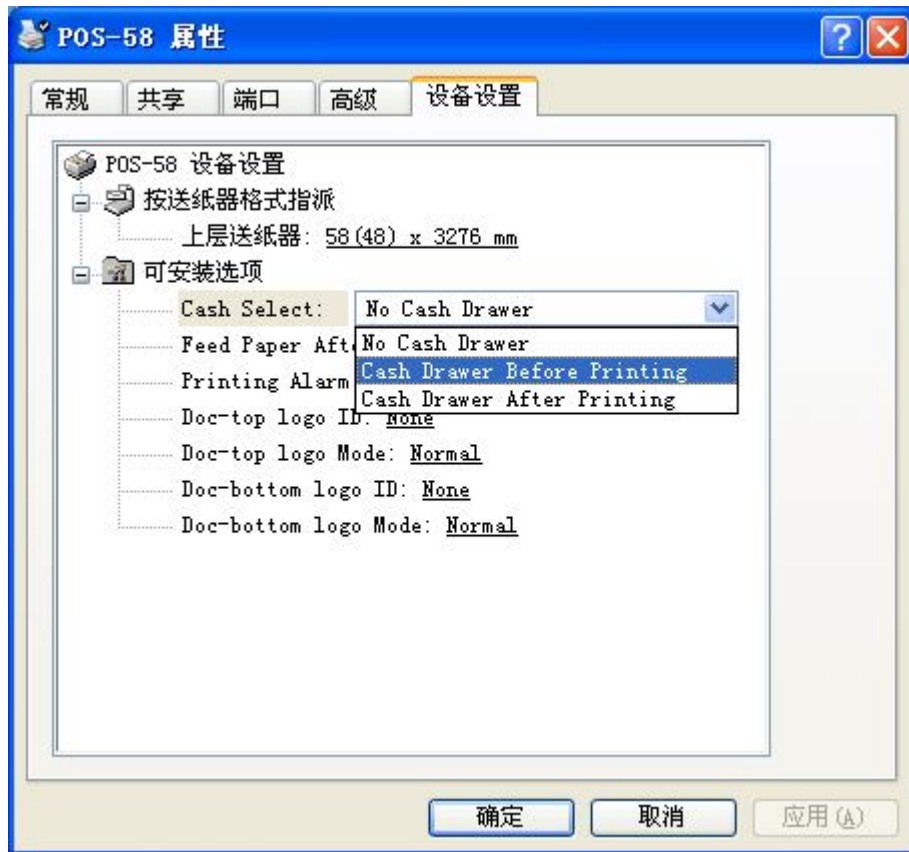 POS-58 属性
常规 共享 端口 高级 设备设置
POS-58 设备设置
按送纸器格式指派
上层送纸器: 58(48) x 3276 mm
可安装选项
Cash Select: No Cash Drawer
Feed Paper Aft No Cash Drawer
Printing Alarm Cash Drawer Before Printing
Cash Drawer After Printing
Doc-top logo ID: None
Doc-top logo Mode: Normal
Doc-bottom logo ID: None
Doc-bottom logo Mode: Normal
确定 取消 应用(A)